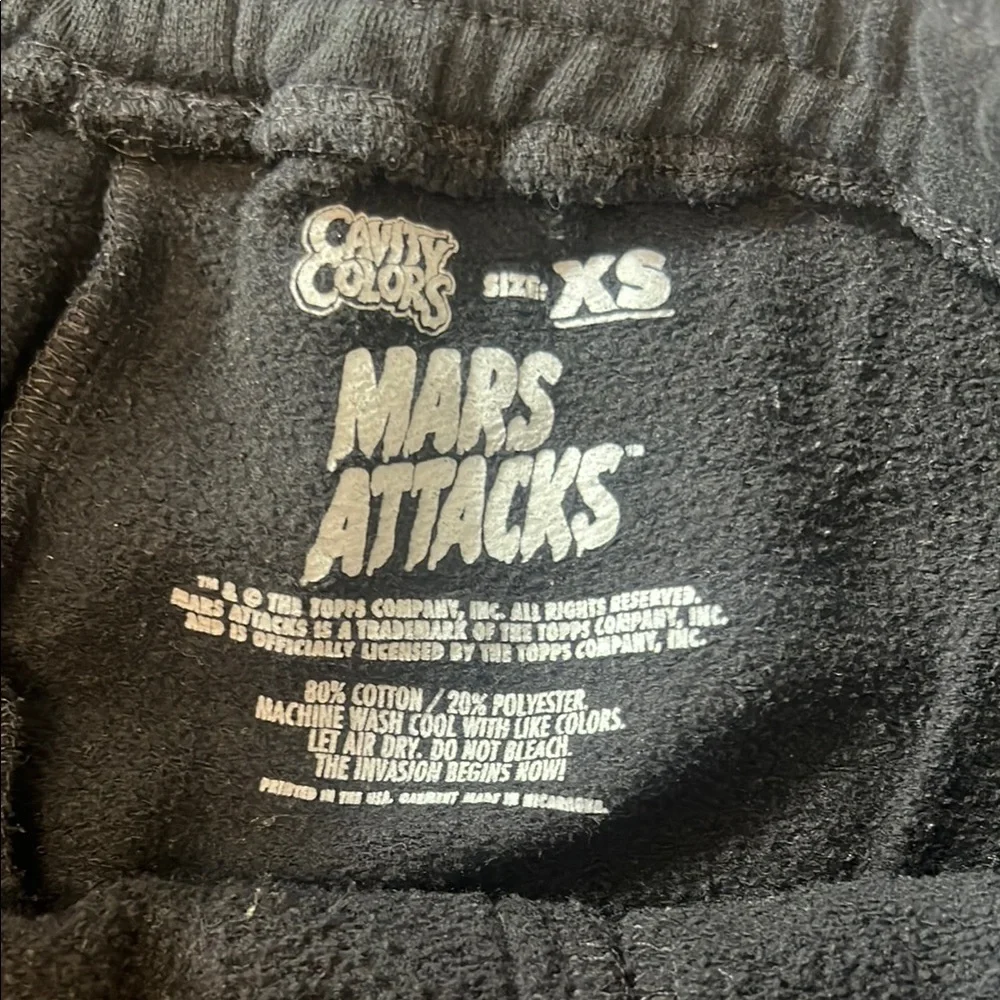 CAVITY
COLORS
SIZE: XS
MARS
ATTACKS™
™ & © THE TOPPS COMPANY, INC. ALL RIGHTS RESERVED.
MARS ATTACKS IS A TRADEMARK OF THE TOPPS COMPANY, INC.
AND IS OFFICIALLY LICENSED BY THE TOPPS COMPANY, INC.
80% COTTON / 20% POLYESTER.
MACHINE WASH COOL WITH LIKE COLORS.
LET AIR DRY. DO NOT BLEACH.
THE INVASION BEGINS NOW!
PRINTED IN THE USA. GARMENT MADE IN NICARAGUA.